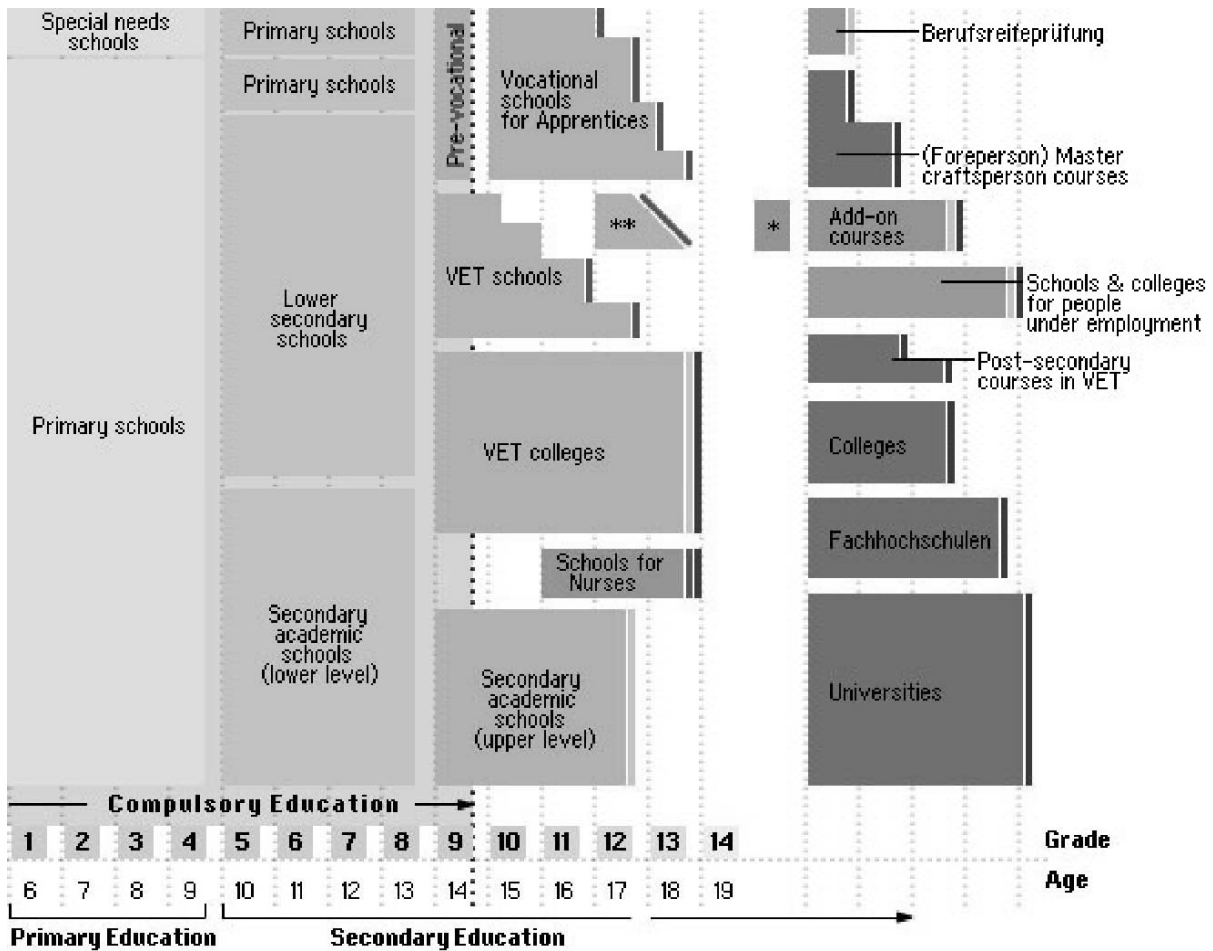 Special needs
schools
Primary schools
Primary schools
Primary schools
Lower
secondary
schools
Secondary
academic
schools
(lower level)
Pre-vocational
Vocational
schools
for Apprentices
**
VET schools
VET colleges
Schools for
Nurses
Secondary
academic
schools
(upper level)
Berufsreifeprüfung
(Foreperson) Master
craftsperson courses
*
Add-on
courses
Schools & colleges
for people
under employment
Post-secondary
courses in VET
Colleges
Fachhochschulen
Universities
Compulsory Education
1 2 3 4 5 6 7 8 9 10 11 12 13 14 Grade
6 7 8 9 10 11 12 13 14 15 16 17 18 19 Age
Primary Education Secondary Education